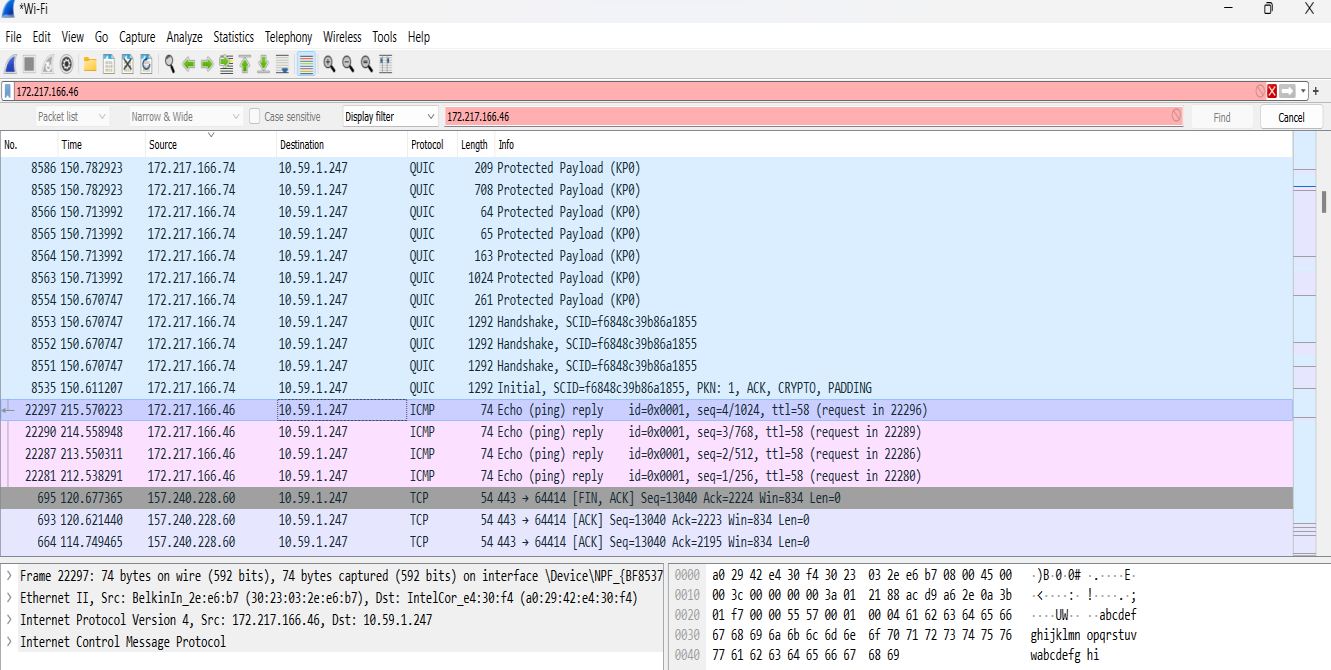 *Wi-Fi
File Edit View Go Capture Analyze Statistics Telephony Wireless Tools Help
172.217.166.46
Packet list Narrow & Wide Case sensitive Display filter 172.217.166.46 Find Cancel
No. Time Source Destination Protocol Length Info
8586 150.782923 172.217.166.74 10.59.1.247 QUIC 209 Protected Payload (KP0)
8585 150.782923 172.217.166.74 10.59.1.247 QUIC 708 Protected Payload (KP0)
8566 150.713992 172.217.166.74 10.59.1.247 QUIC 64 Protected Payload (KP0)
8565 150.713992 172.217.166.74 10.59.1.247 QUIC 65 Protected Payload (KP0)
8564 150.713992 172.217.166.74 10.59.1.247 QUIC 163 Protected Payload (KP0)
8563 150.713992 172.217.166.74 10.59.1.247 QUIC 1024 Protected Payload (KP0)
8554 150.670747 172.217.166.74 10.59.1.247 QUIC 261 Protected Payload (KP0)
8553 150.670747 172.217.166.74 10.59.1.247 QUIC 1292 Handshake, SCID=f6848c39b86a1855
8552 150.670747 172.217.166.74 10.59.1.247 QUIC 1292 Handshake, SCID=f6848c39b86a1855
8551 150.670747 172.217.166.74 10.59.1.247 QUIC 1292 Handshake, SCID=f6848c39b86a1855
8535 150.611207 172.217.166.74 10.59.1.247 QUIC 1292 Initial, SCID=f6848c39b86a1855, PKN: 1, ACK, CRYPTO, PADDING
22297 215.570223 172.217.166.46 10.59.1.247 ICMP 74 Echo (ping) reply id=0x0001, seq=4/1024, ttl=58 (request in 22296)
22290 214.558948 172.217.166.46 10.59.1.247 ICMP 74 Echo (ping) reply id=0x0001, seq=3/768, ttl=58 (request in 22289)
22287 213.550311 172.217.166.46 10.59.1.247 ICMP 74 Echo (ping) reply id=0x0001, seq=2/512, ttl=58 (request in 22286)
22281 212.538291 172.217.166.46 10.59.1.247 ICMP 74 Echo (ping) reply id=0x0001, seq=1/256, ttl=58 (request in 22280)
695 120.677365 157.240.228.60 10.59.1.247 TCP 54 443 → 64414 [FIN, ACK] Seq=13040 Ack=2224 Win=834 Len=0
693 120.621440 157.240.228.60 10.59.1.247 TCP 54 443 → 64414 [ACK] Seq=13040 Ack=2223 Win=834 Len=0
664 114.749465 157.240.228.60 10.59.1.247 TCP 54 443 → 64414 [ACK] Seq=13040 Ack=2195 Win=834 Len=0
Frame 22297: 74 bytes on wire (592 bits), 74 bytes captured (592 bits) on interface \Device\NPF_{BF8537
Ethernet II, Src: BelkinIn_2e:e6:b7 (30:23:03:2e:e6:b7), Dst: IntelCor_e4:30:f4 (a0:29:42:e4:30:f4)
Internet Protocol Version 4, Src: 172.217.166.46, Dst: 10.59.1.247
Internet Control Message Protocol
0000 a0 29 42 e4 30 f4 30 23 03 2e e6 b7 08 00 45 00 ·)B·0·0# ·.····E·
0010 00 3c 00 00 00 00 3a 01 21 88 ac d9 a6 2e 0a 3b ·<····:· !····.·;
0020 01 f7 00 00 55 57 00 01 00 04 61 62 63 64 65 66 ····UW·· ··abcdef
0030 67 68 69 6a 6b 6c 6d 6e 6f 70 71 72 73 74 75 76 ghijklmn opqrstuv
0040 77 61 62 63 64 65 66 67 68 69 wabcdefg hi